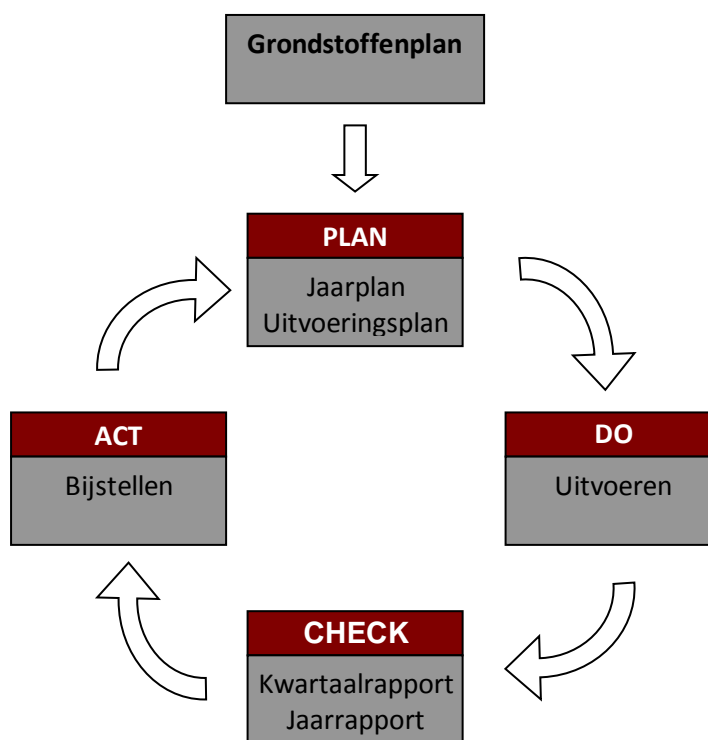 Grondstoffenplan
PLAN
Jaarplan
Uitvoeringsplan
DO
Uitvoeren
CHECK
Kwartaalrapport
Jaarrapport
ACT
Bijstellen